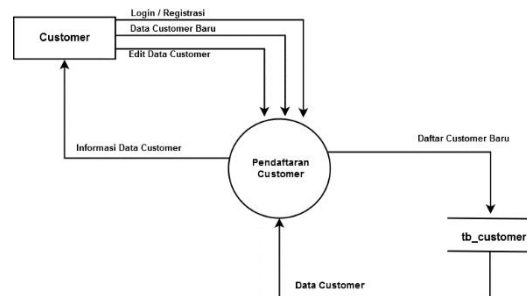 Login / Registrasi
Customer
Data Customer Baru
Edit Data Customer
Informasi Data Customer
Pendaftaran
Customer
Daftar Customer Baru
tb_customer
Data Customer